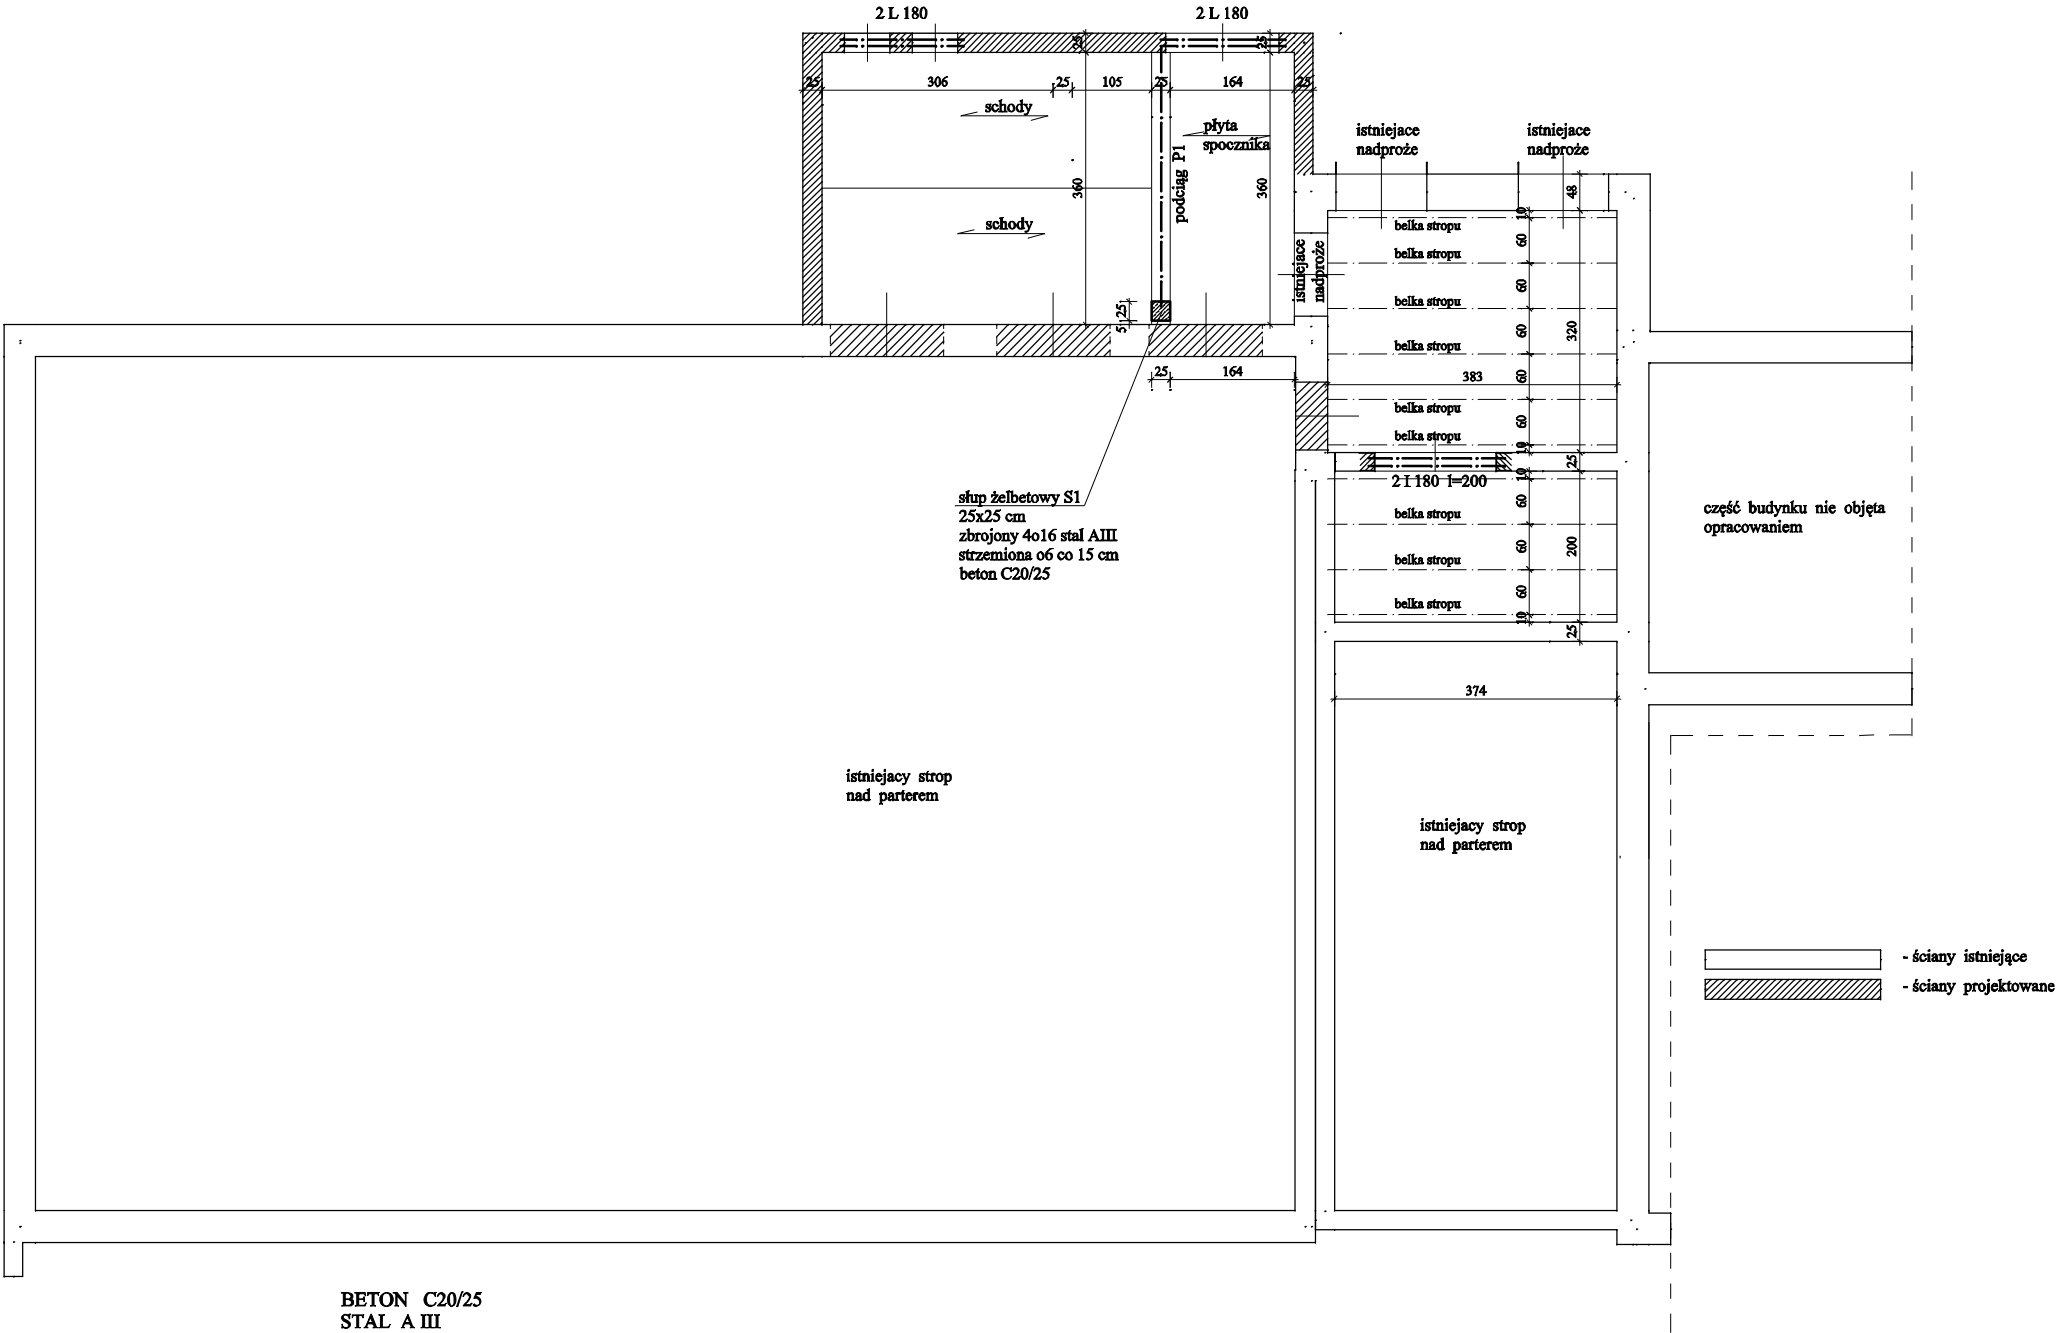 2 L 180
2 L 180
25
25
25
306
25
105
25
164
25
schody
płyta
spocznika
istniejace
nadproże
istniejace
nadproże
podciąg P1
360
360
48
schody
istniejace
nadproże
10
belka stropu
60
belka stropu
60
belka stropu
60
320
belka stropu
60
383
belka stropu
60
belka stropu
10
25
5
25
25
164
2 I 180 l=200
10
60
belka stropu
60
200
belka stropu
60
belka stropu
10
25
słup żelbetowy S1
25x25 cm
zbrojony 4o16 stal AIII
strzemiona o6 co 15 cm
beton C20/25
część budynku nie objęta
opracowaniem
374
istniejacy strop
nad parterem
istniejacy strop
nad parterem
- ściany istniejące
- ściany projektowane
BETON C20/25
STAL A III